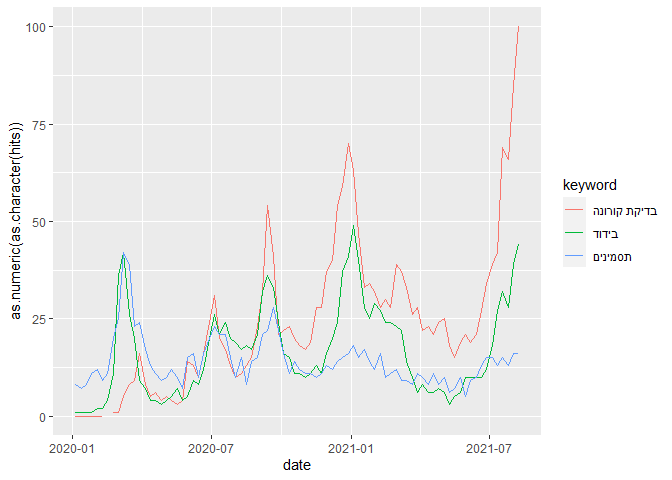 100
75
50
25
0
as.numeric(as.character(hits))
2020-01
2020-07
2021-01
2021-07
date
keyword
בדיקת קורונה
בידוד
תסמינים